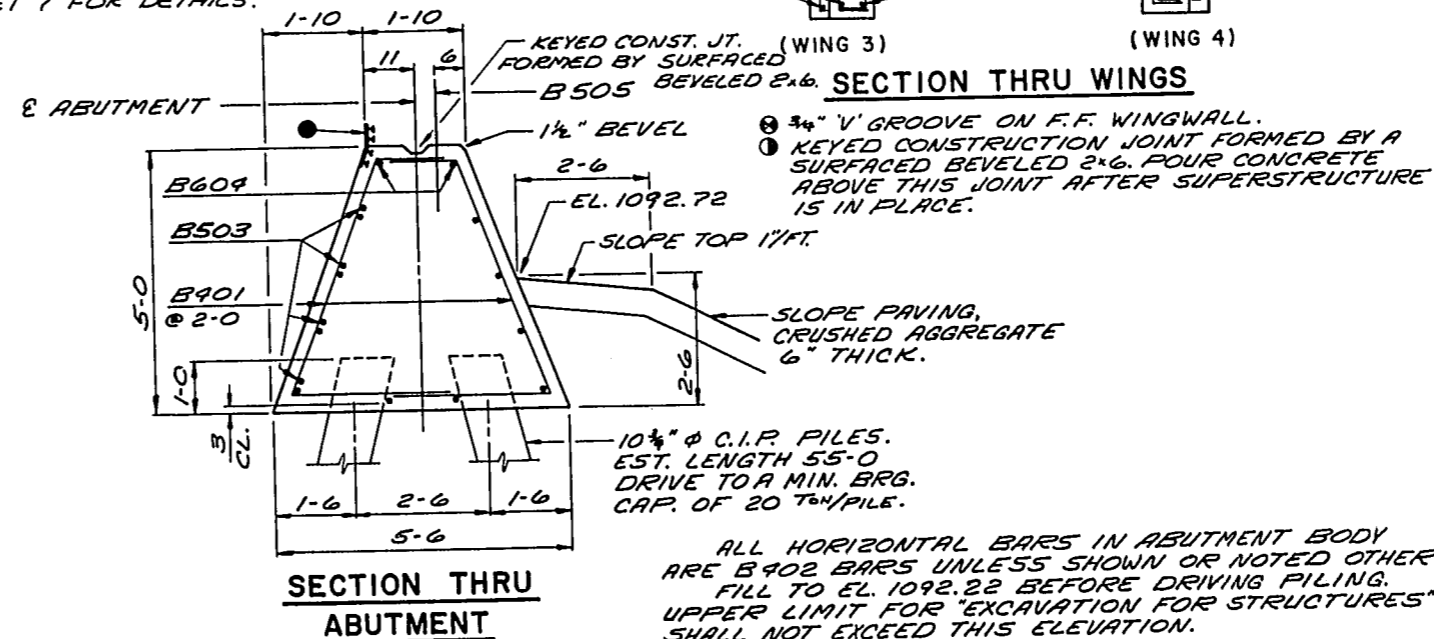 ET 7 FOR DETAILS.
1-10
1-10
11
6
KEYED CONST. JT.
FORMED BY SURFACED
BEVELED 2x6.
(WING 3)
(WING 4)
SECTION THRU WINGS
℄ ABUTMENT
B505
1½" BEVEL
¾" 'V' GROOVE ON F.F. WINGWALL.
KEYED CONSTRUCTION JOINT FORMED BY A
SURFACED BEVELED 2x6. POUR CONCRETE
ABOVE THIS JOINT AFTER SUPERSTRUCTURE
IS IN PLACE.
B604
B503
B401
@ 2-0
5-0
1-0
3
CL.
2-6
EL. 1092.72
SLOPE TOP 1"/FT.
SLOPE PAVING,
CRUSHED AGGREGATE
6" THICK.
2-6
10¾" ϕ C.I.P. PILES.
EST. LENGTH 55-0
DRIVE TO A MIN. BRG.
CAP. OF 20 TON/PILE.
1-6
2-6
1-6
5-6
SECTION THRU
ABUTMENT
ALL HORIZONTAL BARS IN ABUTMENT BODY
ARE B402 BARS UNLESS SHOWN OR NOTED OTHER
FILL TO EL. 1092.22 BEFORE DRIVING PILING.
UPPER LIMIT FOR "EXCAVATION FOR STRUCTURES"
SHALL NOT EXCEED THIS ELEVATION.